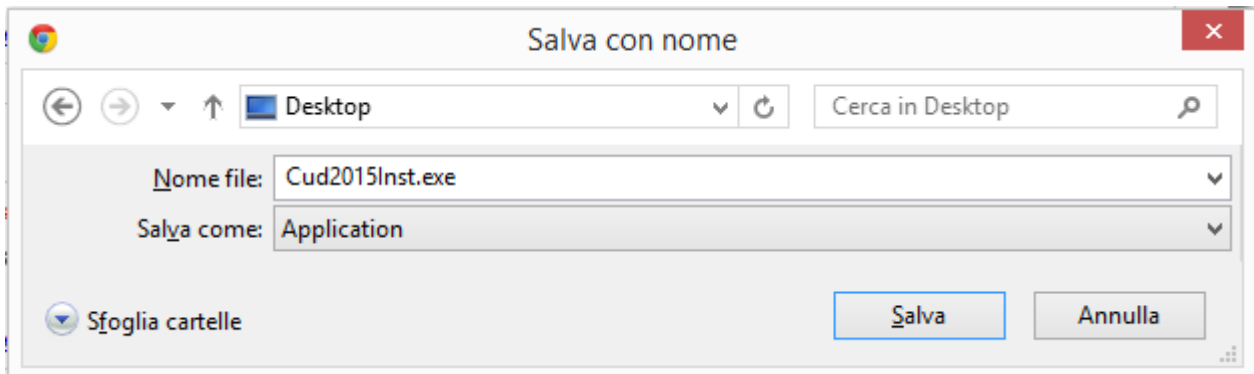 Salva con nome
Desktop
Cerca in Desktop
Nome file: Cud2015Inst.exe
Salva come: Application
Sfoglia cartelle
Salva
Annulla